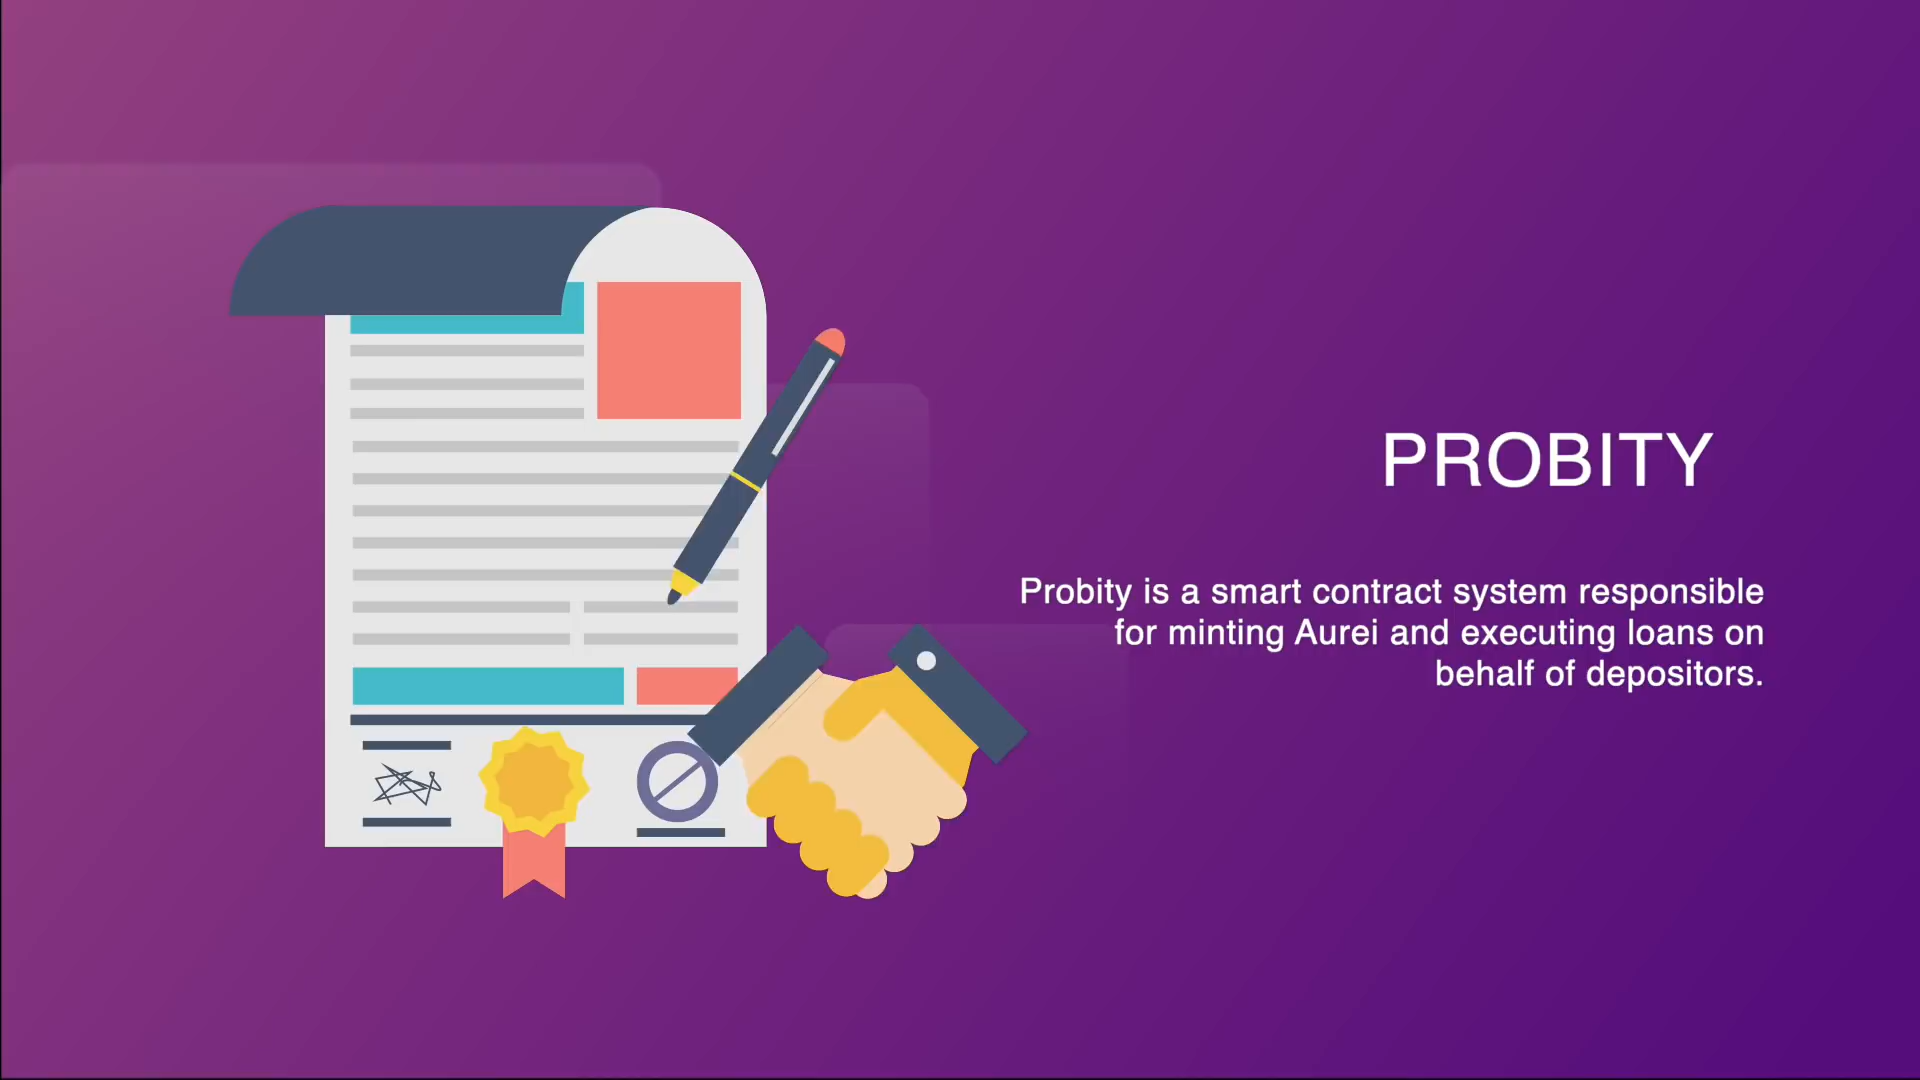 PROBITY
Probity is a smart contract system responsible
for minting Aurei and executing loans on
behalf of depositors.